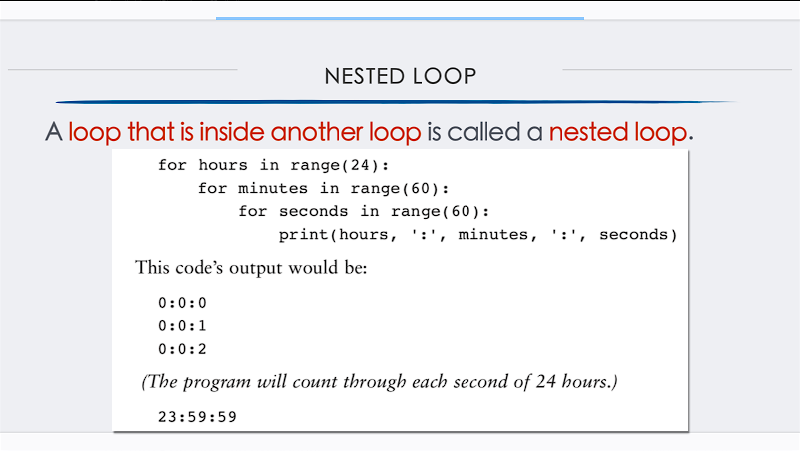 NESTED LOOP
A loop that is inside another loop is called a nested loop.
for hours in range(24):
for minutes in range(60):
for seconds in range(60):
print(hours, ':', minutes, ':', seconds)
This code's output would be:
0:0:0
0:0:1
0:0:2
(The program will count through each second of 24 hours.)
23:59:59